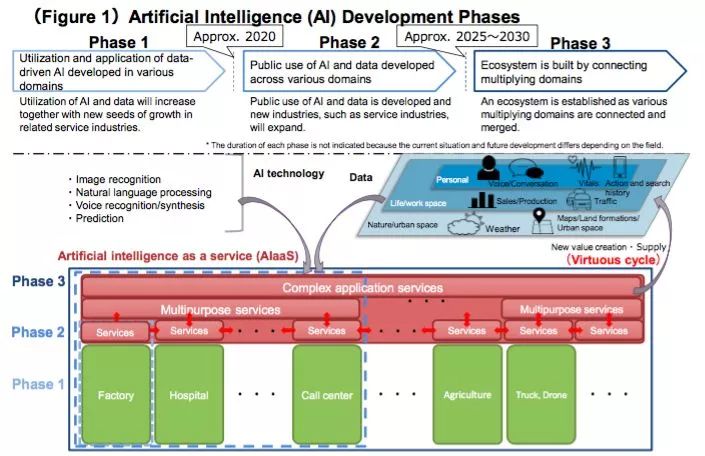 （Figure 1）Artificial Intelligence (AI) Development Phases
Phase 1
Approx. 2020
Phase 2
Approx. 2025～2030
Phase 3
Utilization and application of data-
driven AI developed in various
domains
Public use of AI and data developed
across various domains
Ecosystem is built by connecting
multiplying domains
Utilization of AI and data will increase
together with new seeds of growth in
related service industries.
Public use of AI and data is developed and
new industries, such as service industries,
will expand.
An ecosystem is established as various
multiplying domains are connected and
merged.
* The duration of each phase is not indicated because the current situation and future development differs depending on the field.
• Image recognition
• Natural language processing
• Voice recognition/synthesis
• Prediction
AI technology
Data
Personal
Voice/Conversation
Vitals
Action and search
history
Life/work space
Sales/Production
Traffic
Nature/urban space
Weather
Maps/Land formations/
Urban space
New value creation・Supply
（Virtuous cycle）
Artificial intelligence as a service (AIaaS)
Phase 3
Complex application services
Multipurpose services
· · ·
Multipurpose services
Phase 2
Services
Services
· · ·
Services
· · ·
Services
Services
Services
Phase 1
Factory
Hospital
· · ·
Call center
· · ·
Agriculture
Truck, Drone
· · ·